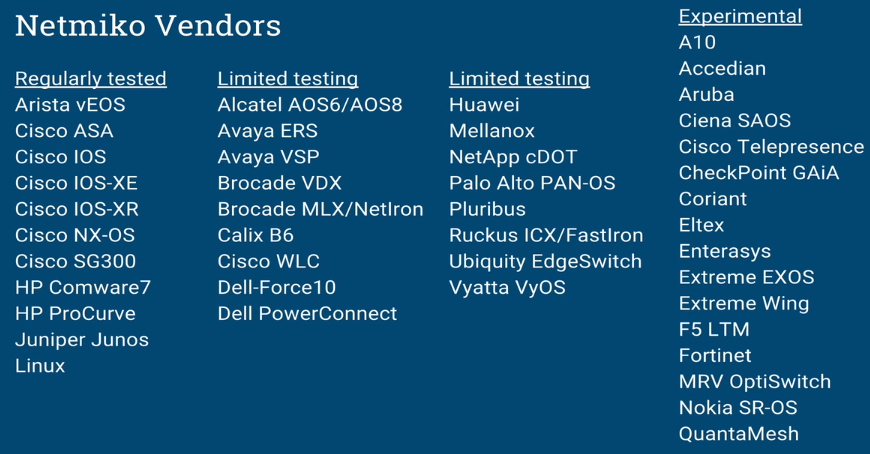 Netmiko Vendors
Regularly tested
Arista vEOS
Cisco ASA
Cisco IOS
Cisco IOS-XE
Cisco IOS-XR
Cisco NX-OS
Cisco SG300
HP Comware7
HP ProCurve
Juniper Junos
Linux
Limited testing
Alcatel AOS6/AOS8
Avaya ERS
Avaya VSP
Brocade VDX
Brocade MLX/NetIron
Calix B6
Cisco WLC
Dell-Force10
Dell PowerConnect
Limited testing
Huawei
Mellanox
NetApp cDOT
Palo Alto PAN-OS
Pluribus
Ruckus ICX/FastIron
Ubiquity EdgeSwitch
Vyatta VyOS
Experimental
A10
Accedian
Aruba
Ciena SAOS
Cisco Telepresence
CheckPoint GAiA
Coriant
Eltex
Enterasys
Extreme EXOS
Extreme Wing
F5 LTM
Fortinet
MRV OptiSwitch
Nokia SR-OS
QuantaMesh